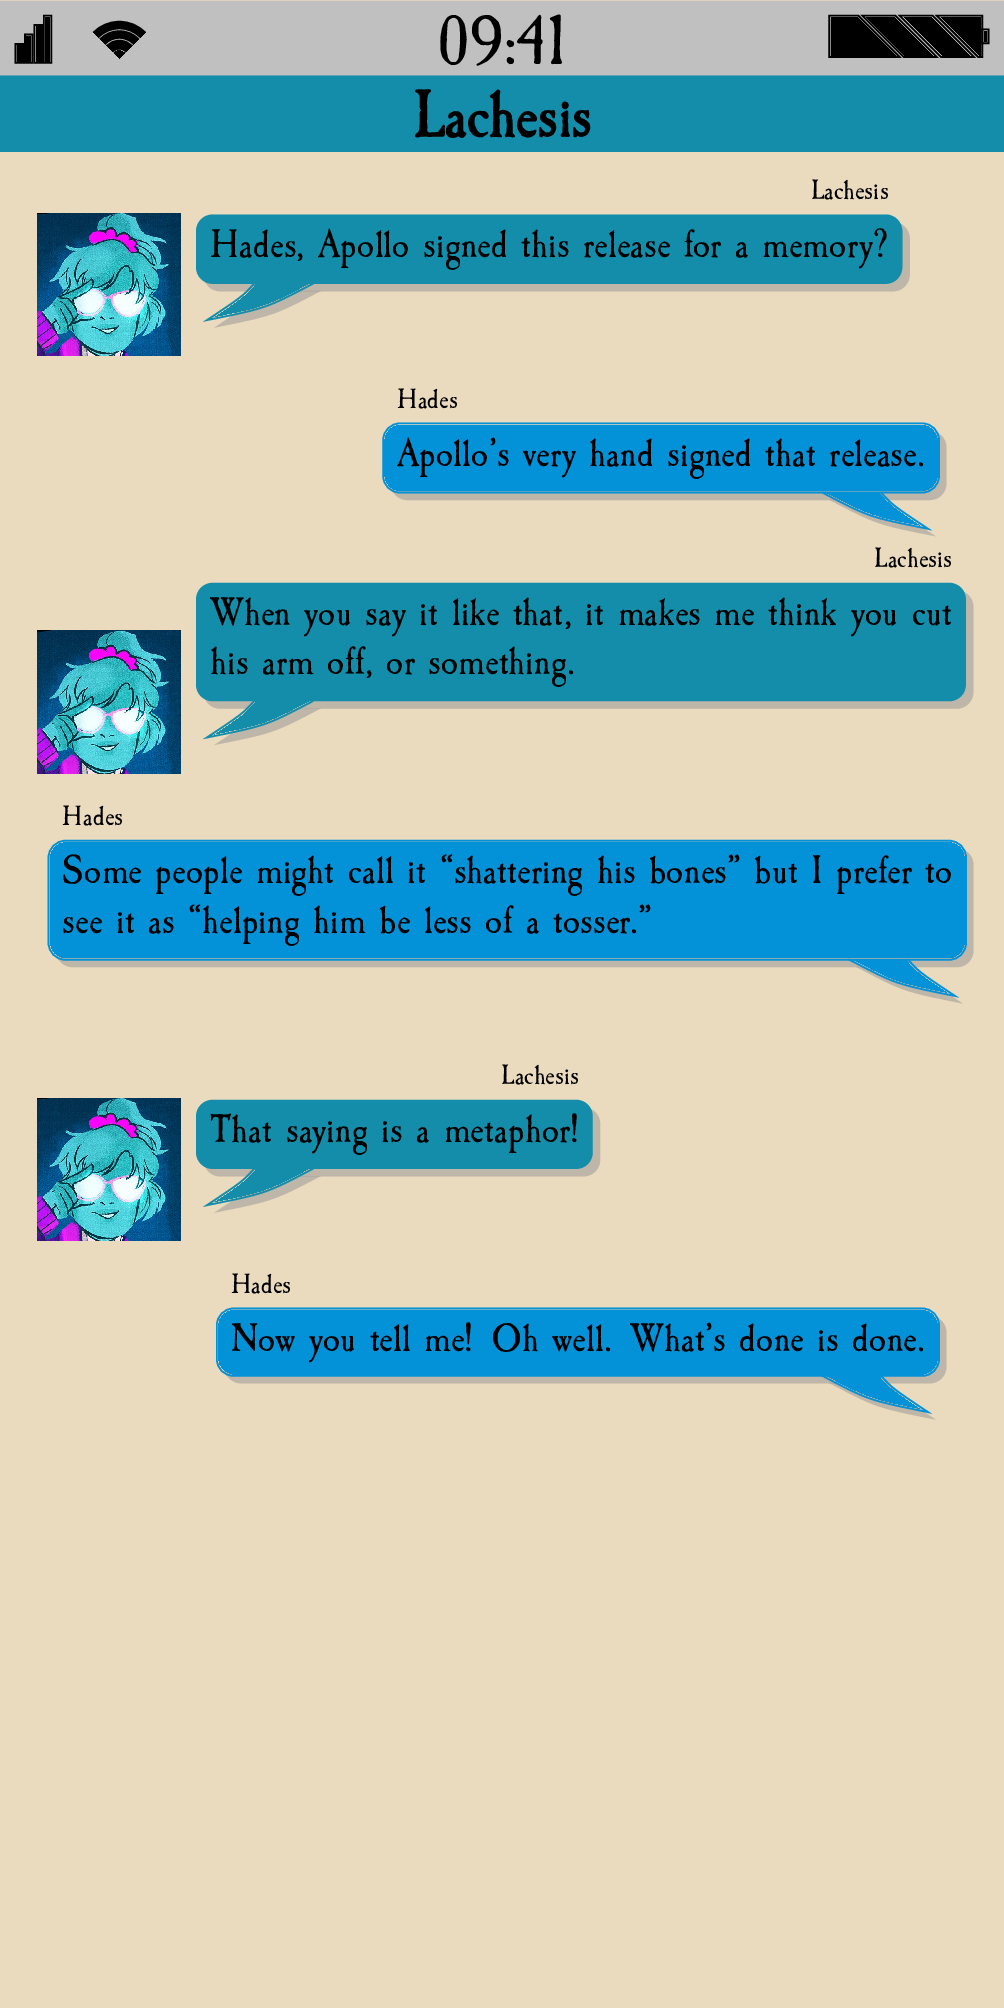 09:41
Lachesis
Lachesis
Hades, Apollo signed this release for a memory?
Hades
Apollo’s very hand signed that release.
Lachesis
When you say it like that, it makes me think you cut
his arm off, or something.
Hades
Some people might call it “shattering his bones” but I prefer to
see it as “helping him be less of a tosser.”
Lachesis
That saying is a metaphor!
Hades
Now you tell me! Oh well. What’s done is done.